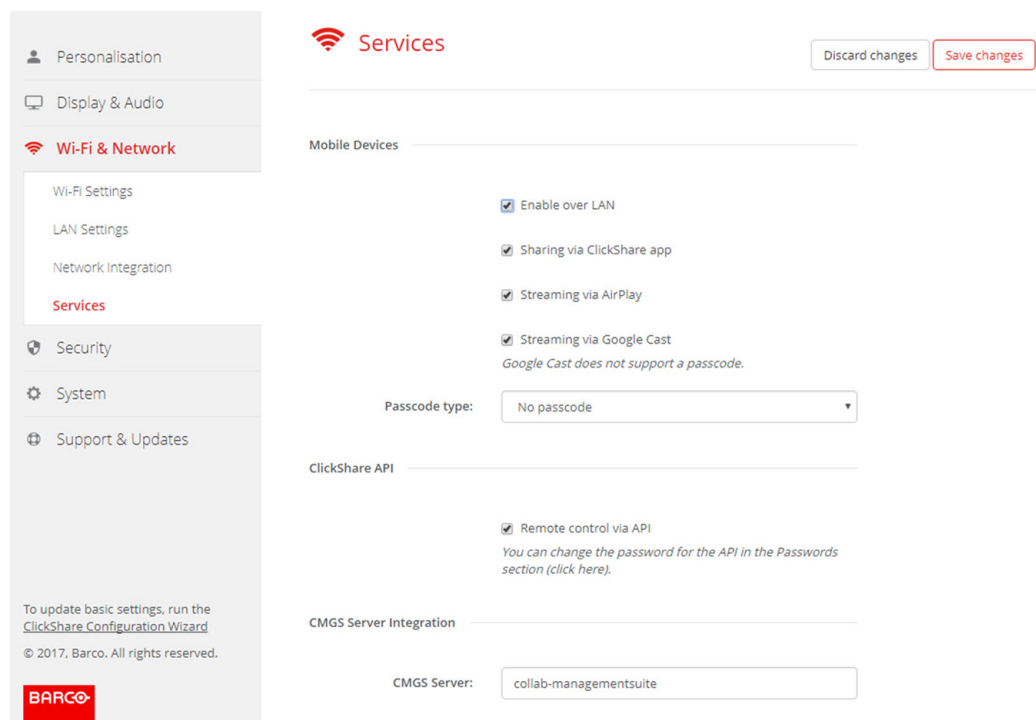 Personalisation
Display & Audio
Wi-Fi & Network
Wi-Fi Settings
LAN Settings
Network Integration
Services
Security
System
Support & Updates
To update basic settings, run the
ClickShare Configuration Wizard
© 2017, Barco. All rights reserved.
BARCO
Services
Discard changes
Save changes
Mobile Devices
Enable over LAN
Sharing via ClickShare app
Streaming via AirPlay
Streaming via Google Cast
Google Cast does not support a passcode.
Passcode type:
No passcode
ClickShare API
Remote control via API
You can change the password for the API in the Passwords
section (click here).
CMGS Server Integration
CMGS Server:
collab-managementsuite